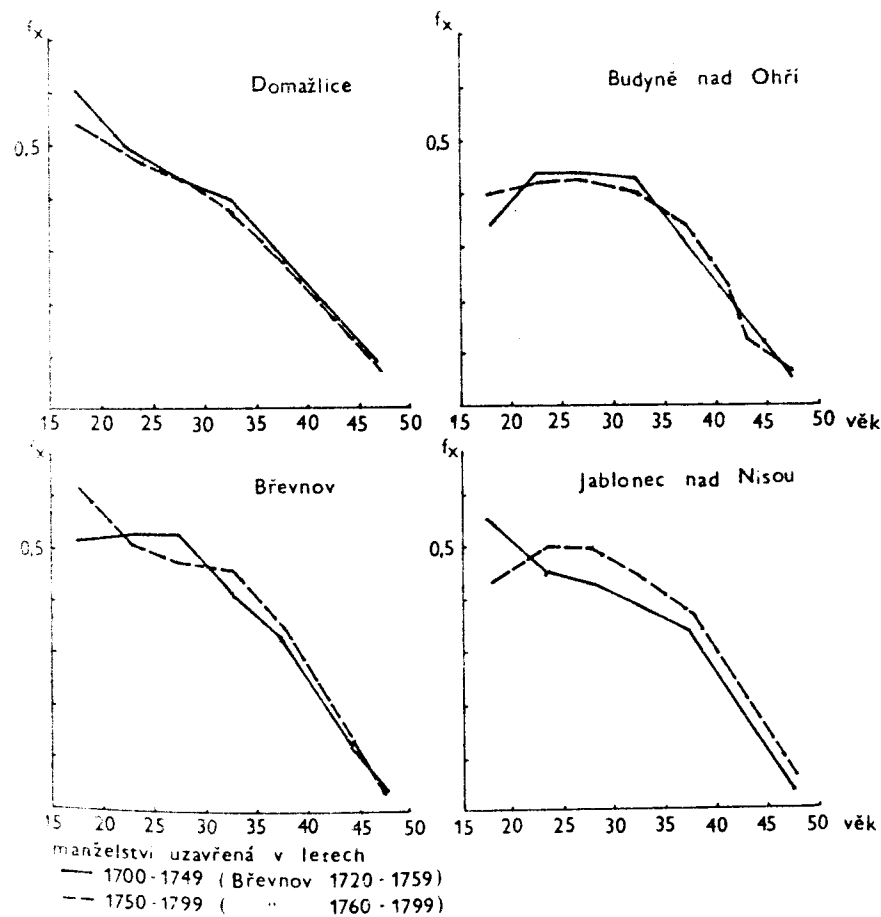 fx
Domažlice
0,5
15 20 25 30 35 40 45 50
fx
Budyně nad Ohří
0,5
15 20 25 30 35 40 45 50 věk
fx
Břevnov
0,5
15 20 25 30 35 40 45 50
fx
Jablonec nad Nisou
0,5
15 20 25 30 35 40 45 50 věk
manželství uzavřená v letech
1700-1749 (Břevnov 1720-1759)
1750-1799 ( " 1760-1799)